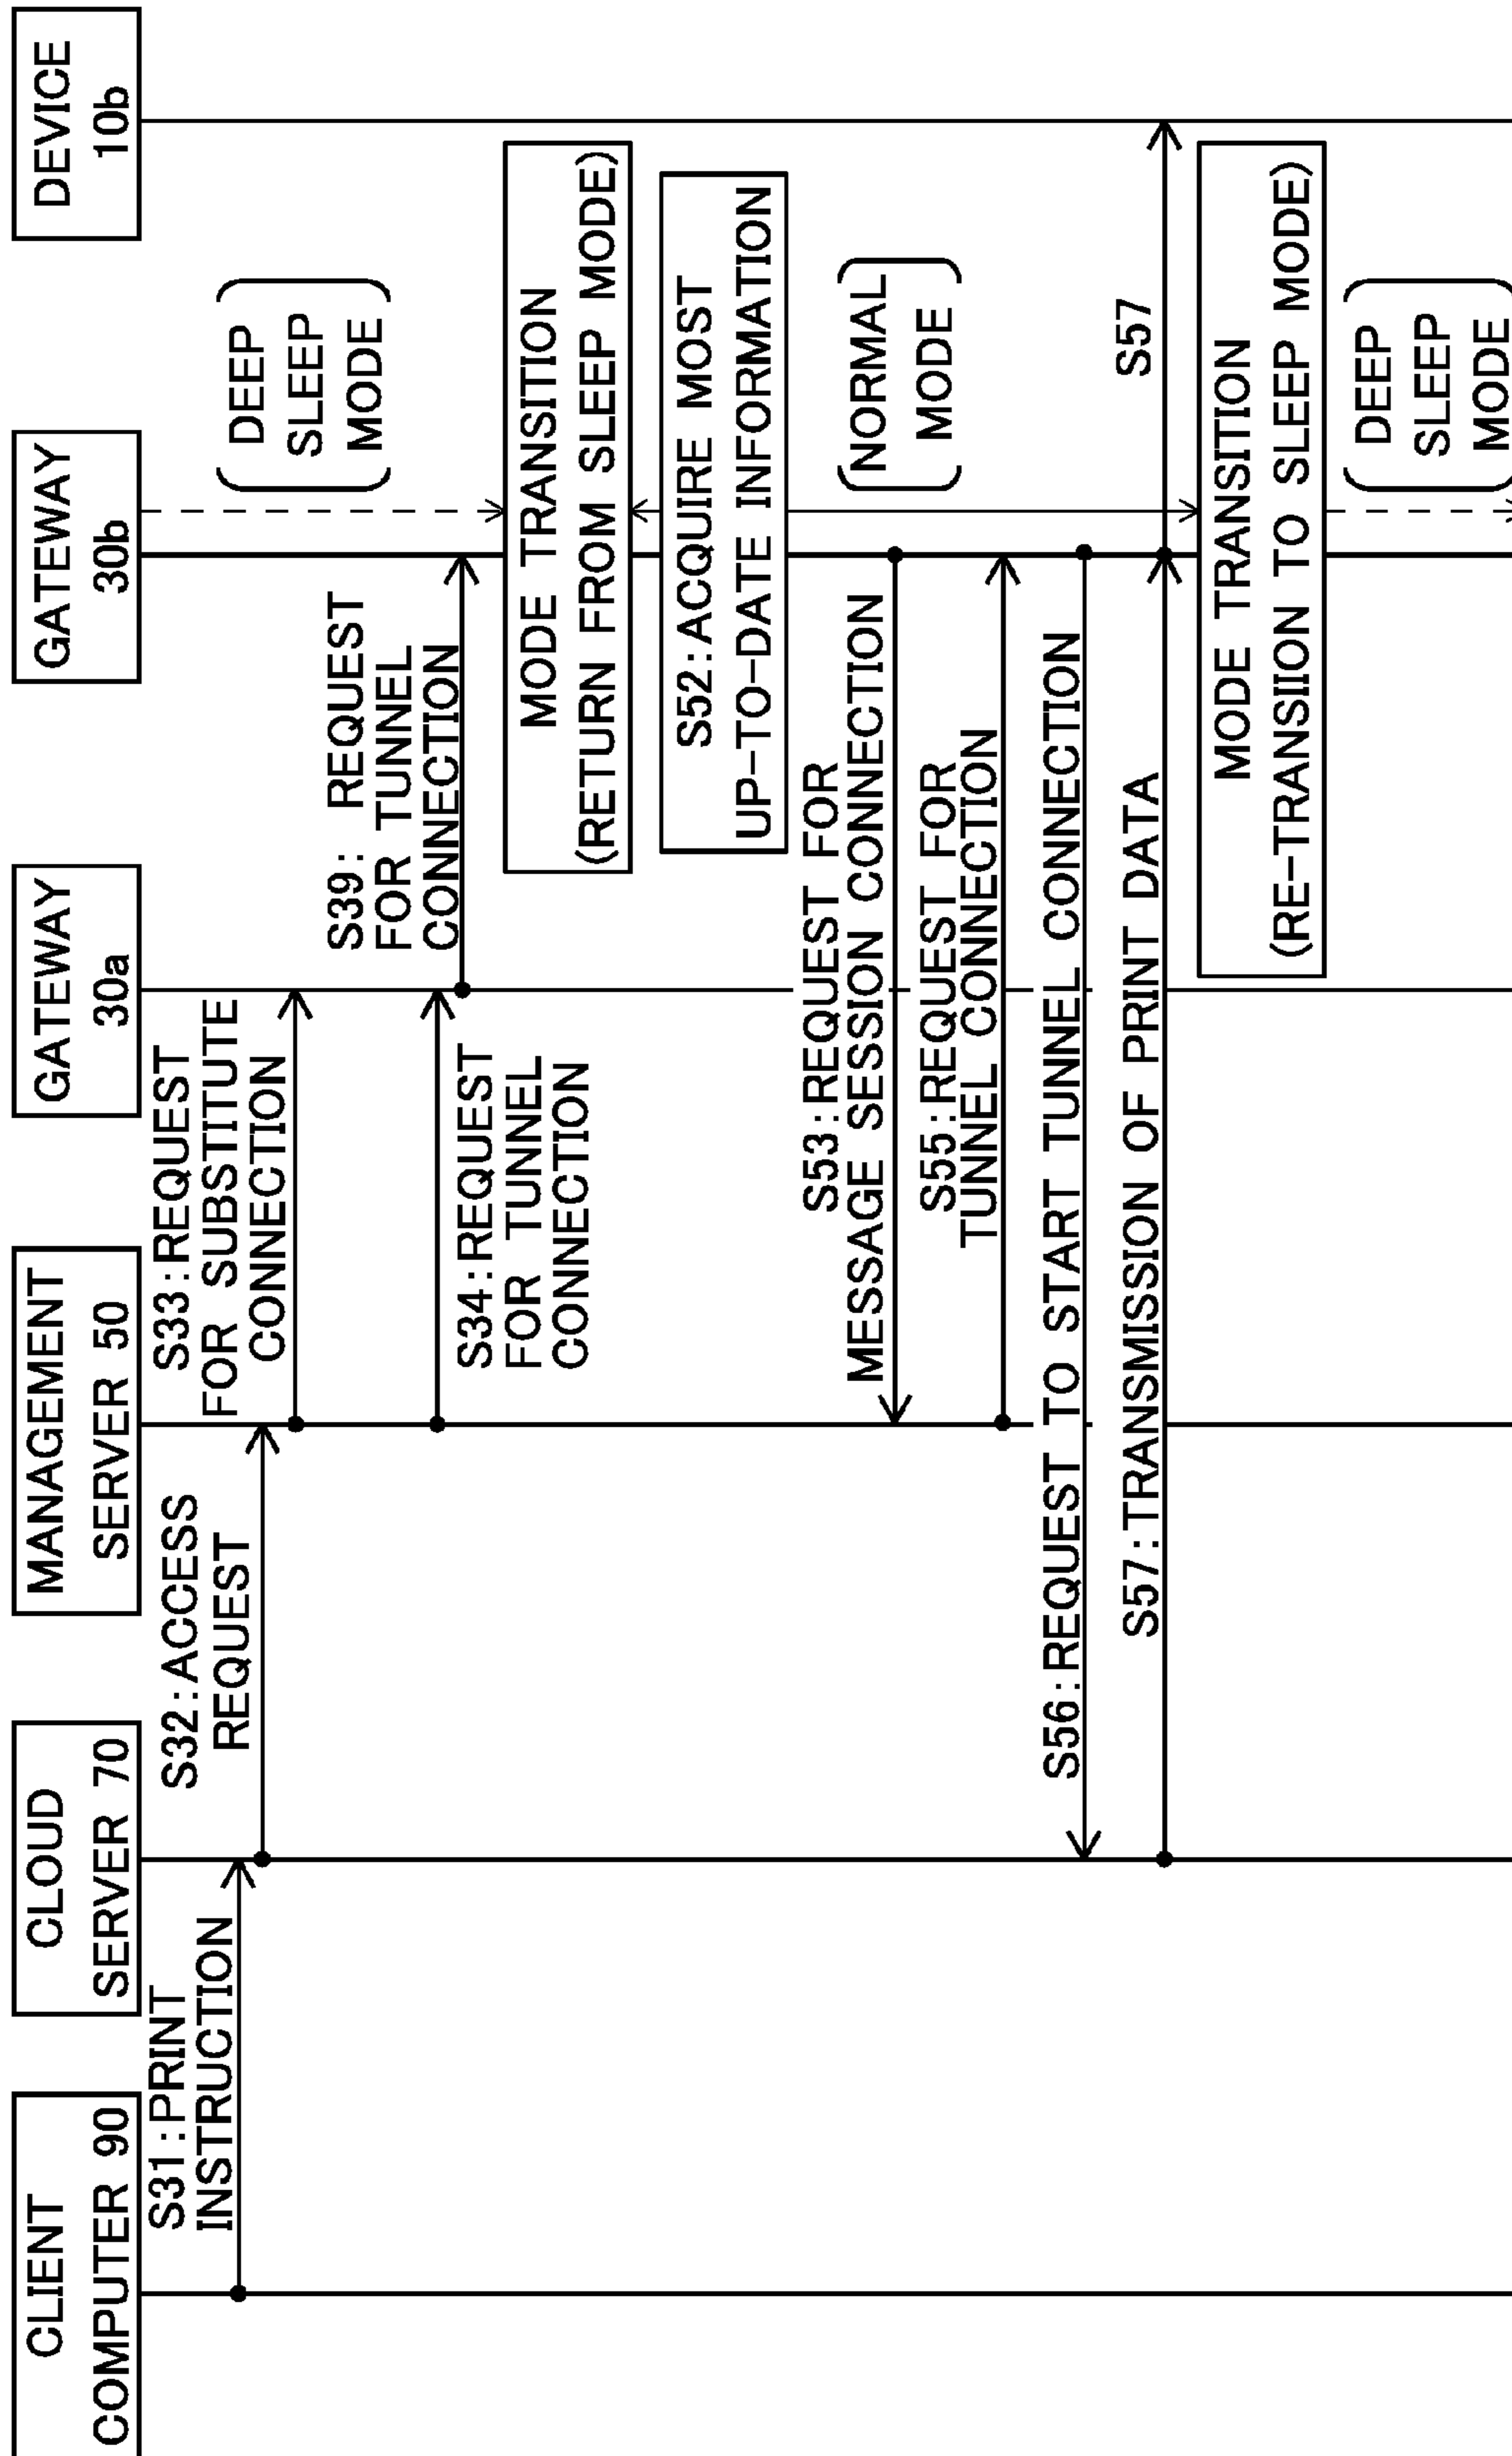 CLIENT
COMPUTER 90
CLOUD
SERVER 70
MANAGEMENT
SERVER 50
GATEWAY
30a
GATEWAY
30b
DEVICE
10b
S31:PRINT
INSTRUCTION
S32:ACCESS
REQUEST
S33:REQUEST
FOR SUBSTITUTE
CONNECTION
(DEEP
SLEEP
MODE)
S34:REQUEST
FOR TUNNEL
CONNECTION
S39: REQUEST
FOR TUNNEL
CONNECTION
MODE TRANSITION
(RETURN FROM SLEEP MODE)
S52:ACQUIRE MOST
UP-TO-DATE INFORMATION
(NORMAL
MODE)
S53:REQUEST FOR
MESSAGE SESSION CONNECTION
S55:REQUEST FOR
TUNNEL CONNECTION
S56:REQUEST TO START TUNNEL CONNECTION
S57:TRANSMISSION OF PRINT DATA
S57
MODE TRANSITION
(RE-TRANSIION TO SLEEP MODE)
(DEEP
SLEEP
MODE)